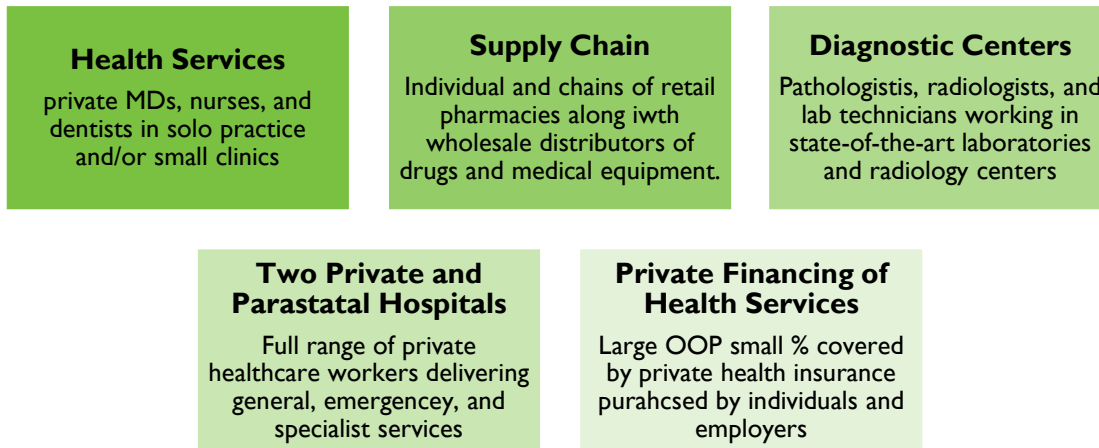 Health Services
private MDs, nurses, and
dentists in solo practice
and/or small clinics
Supply Chain
Individual and chains of retail
pharmacies along iwth
wholesale distributors of
drugs and medical equipment.
Diagnostic Centers
Pathologistis, radiologists, and
lab technicians working in
state-of-the-art laboratories
and radiology centers
Two Private and
Parastatal Hospitals
Full range of private
healthcare workers delivering
general, emergencey, and
specialist services
Private Financing of
Health Services
Large OOP small % covered
by private health insurance
purahcsed by individuals and
employers